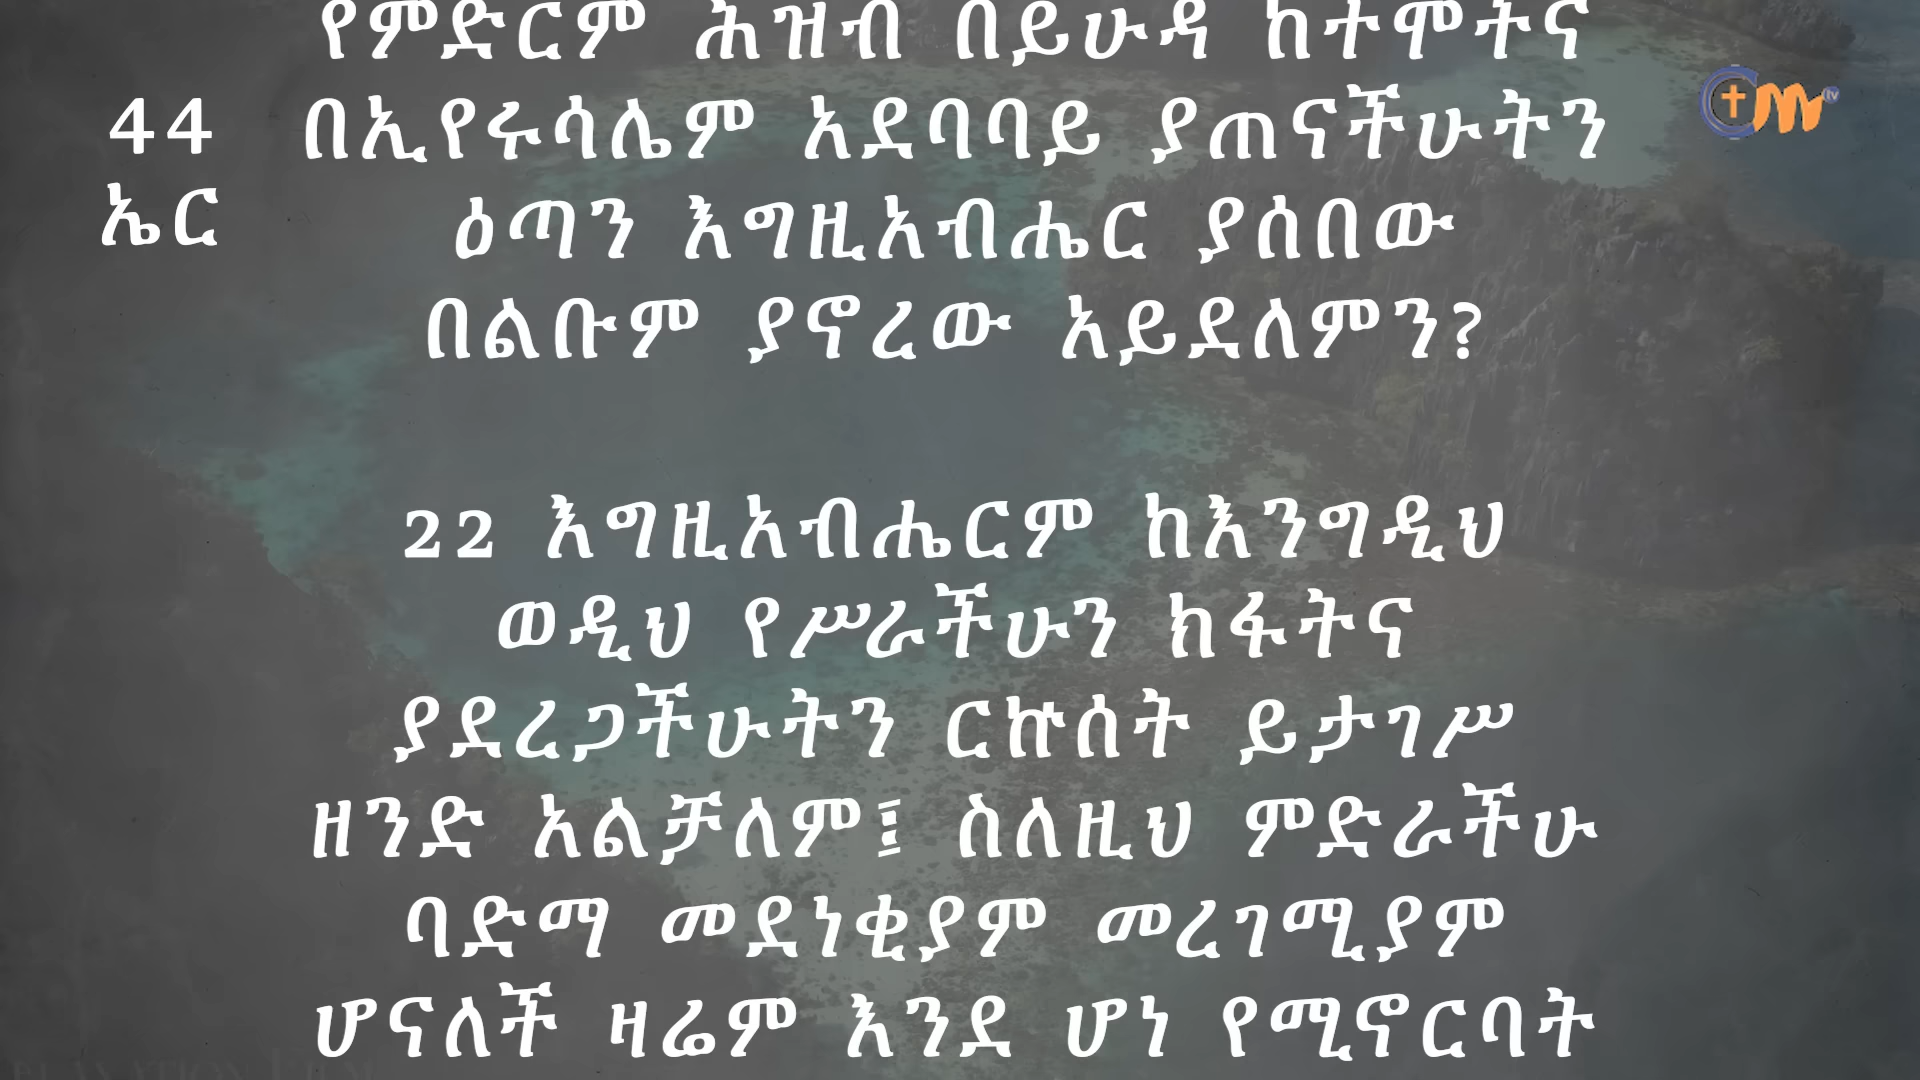 የምድርም ሕዝብ በይሁዳ ከተሞችና
44
ኤር
በኢየሩሳሌም አደባባይ ያጠናችሁትን
ዕጣን እግዚአብሔር ያሰበው
በልቡም ያኖረው አይደለምን?
22 እግዚአብሔርም ከእንግዲህ
ወዲህ የሥራችሁን ክፋትና
ያደረጋችሁትን ርኵሰት ይታገሥ
ዘንድ አልቻለም፤ ስለዚህ ምድራችሁ
ባድማ መደነቂያም መረገሚያም
ሆናለች ዛሬም እንደ ሆነ የሚኖርባት